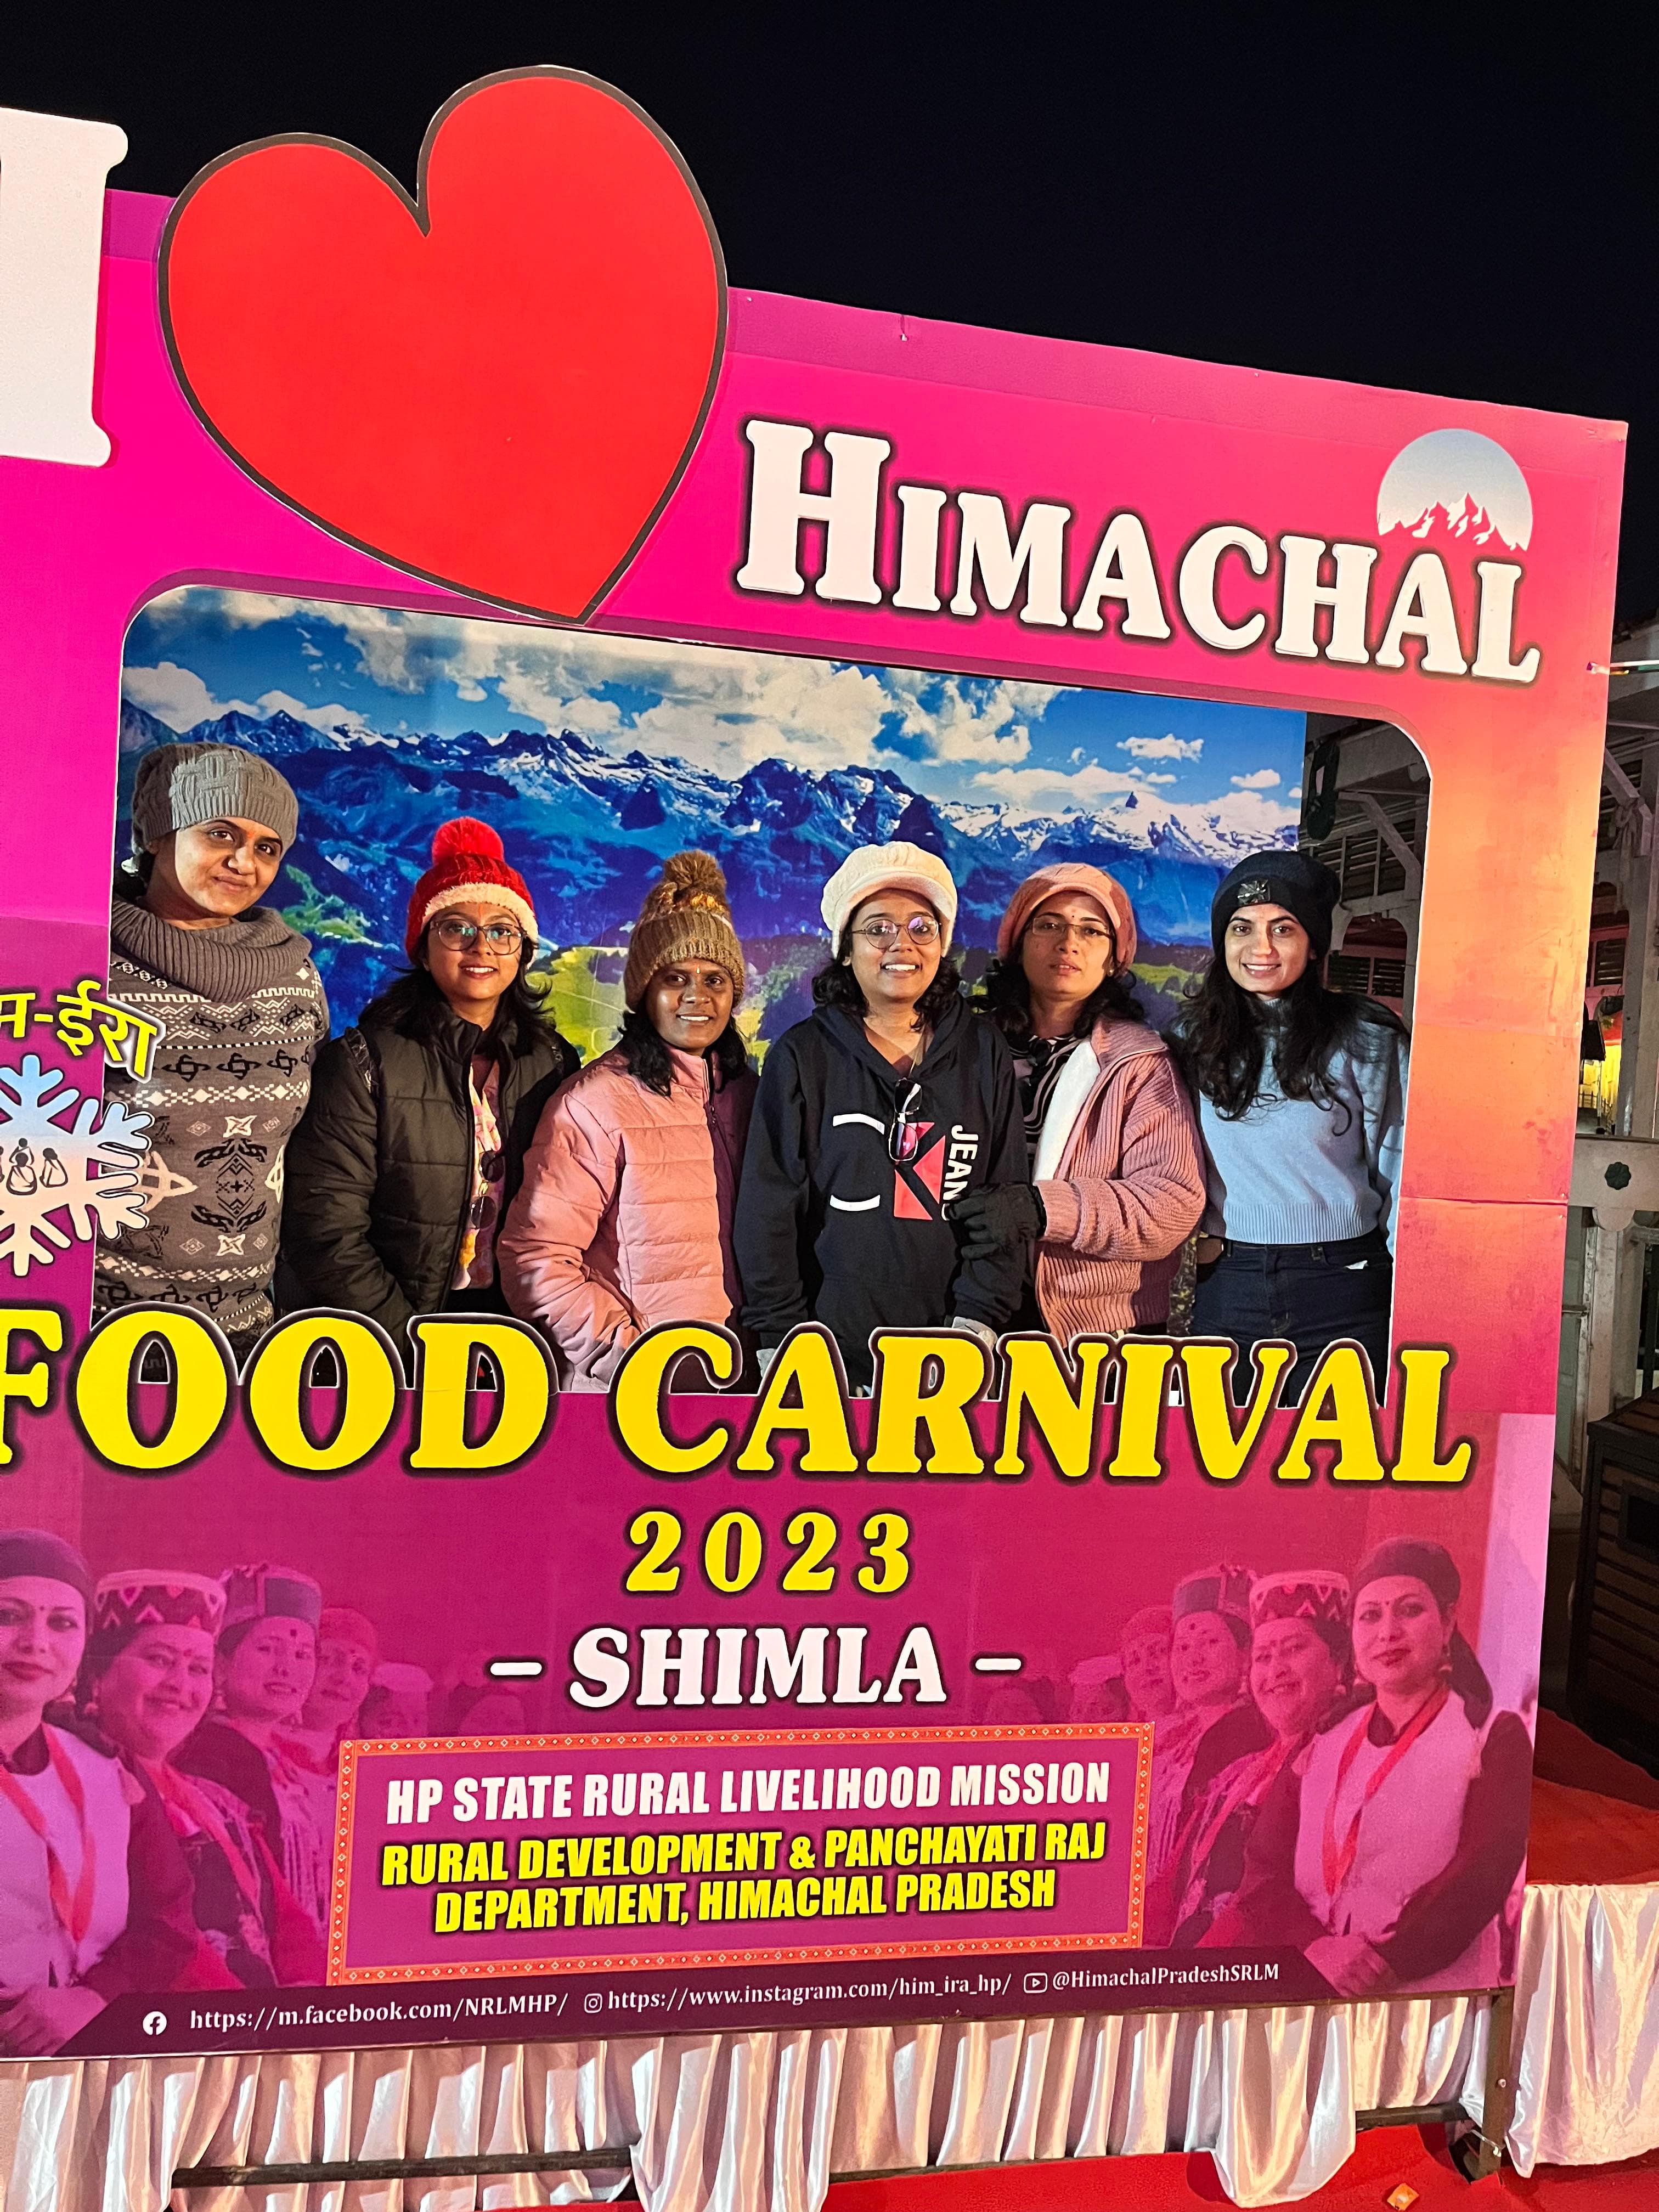 I
HIMACHAL
FOOD CARNIVAL
2023
– SHIMLA –
HP STATE RURAL LIVELIHOOD MISSION
RURAL DEVELOPMENT & PANCHAYATI RAJ
DEPARTMENT, HIMACHAL PRADESH
https://m.facebook.com/NRLMHP/ https://www.instagram.com/him_ira_hp/ @HimachalPradeshSRLM
CK
JEANS